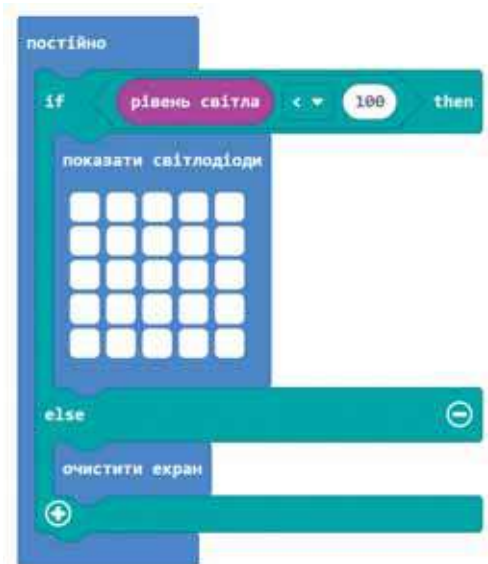 постійно
if рівень світла < 100 then
показати світлодіоди
else
очистити екран